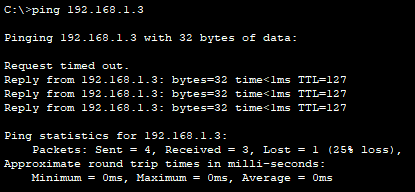 C:\>ping 192.168.1.3
Pinging 192.168.1.3 with 32 bytes of data:
Request timed out.
Reply from 192.168.1.3: bytes=32 time<1ms TTL=127
Reply from 192.168.1.3: bytes=32 time<1ms TTL=127
Reply from 192.168.1.3: bytes=32 time<1ms TTL=127
Ping statistics for 192.168.1.3:
    Packets: Sent = 4, Received = 3, Lost = 1 (25% loss),
Approximate round trip times in milli-seconds:
    Minimum = 0ms, Maximum = 0ms, Average = 0ms